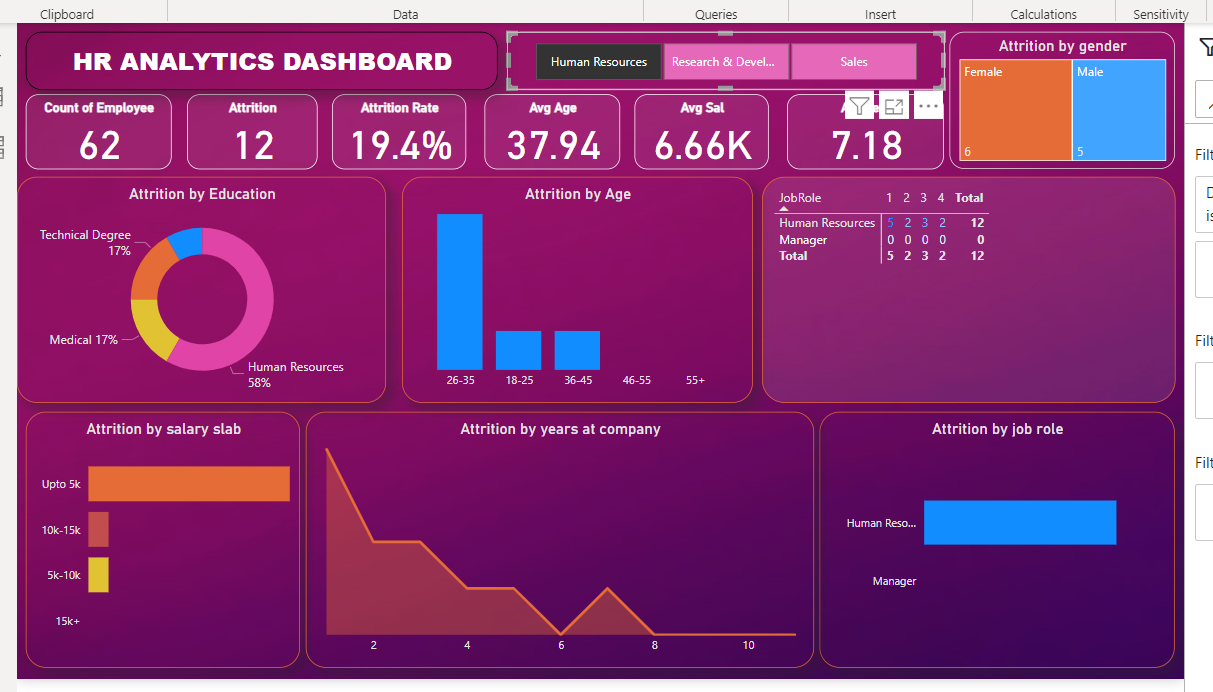 Clipboard
Data
Queries
Insert
Calculations
Sensitivity
HR ANALYTICS DASHBOARD
Human Resources
Research & Devel...
Sales
Attrition by gender
Female
Male
6
5
Count of Employee
62
Attrition
12
Attrition Rate
19.4%
Avg Age
37.94
Avg Sal
6.66K
7.18
Attrition by Education
Technical Degree
17%
Medical 17%
Human Resources
58%
Attrition by Age
26-35
18-25
36-45
46-55
55+
JobRole 1 2 3 4 Total
Human Resources 5 2 3 2 12
Manager 0 0 0 0 0
Total 5 2 3 2 12
Attrition by salary slab
Upto 5k
10k-15k
5k-10k
15k+
Attrition by years at company
2 4 6 8 10
Attrition by job role
Human Reso...
Manager